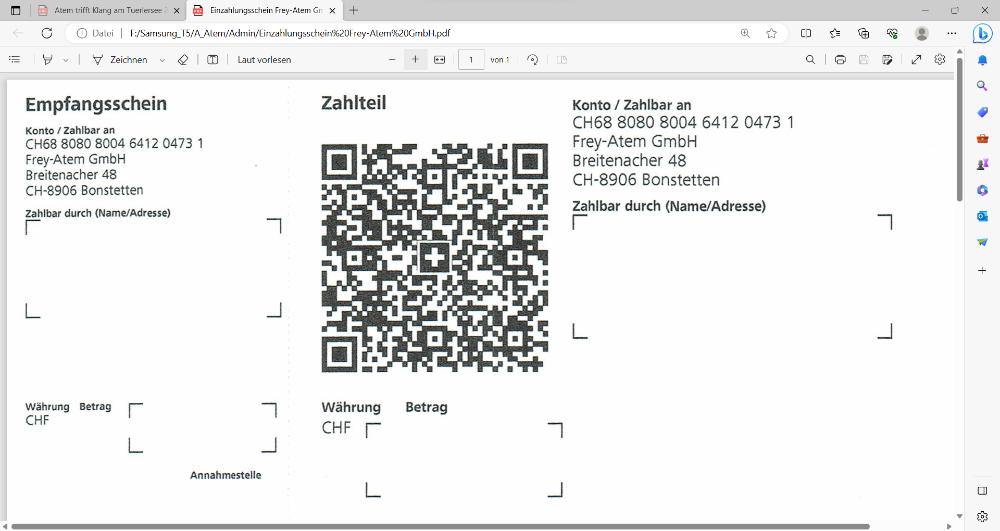 Atem trifft Klang am Tuerlersee 2
Einzahlungsschein Frey-Atem Gm
Datei
F:/Samsung_T5/A_Atem/Admin/Einzahlungsschein%20Frey-Atem%20GmbH.pdf
Zeichnen
Laut vorlesen
1
von 1
Empfangsschein
Konto / Zahlbar an
CH68 8080 8004 6412 0473 1
Frey-Atem GmbH
Breitenacher 48
CH-8906 Bonstetten
Zahlbar durch (Name/Adresse)
Währung Betrag
CHF
Annahmestelle
Zahlteil
Währung Betrag
CHF
Konto / Zahlbar an
CH68 8080 8004 6412 0473 1
Frey-Atem GmbH
Breitenacher 48
CH-8906 Bonstetten
Zahlbar durch (Name/Adresse)